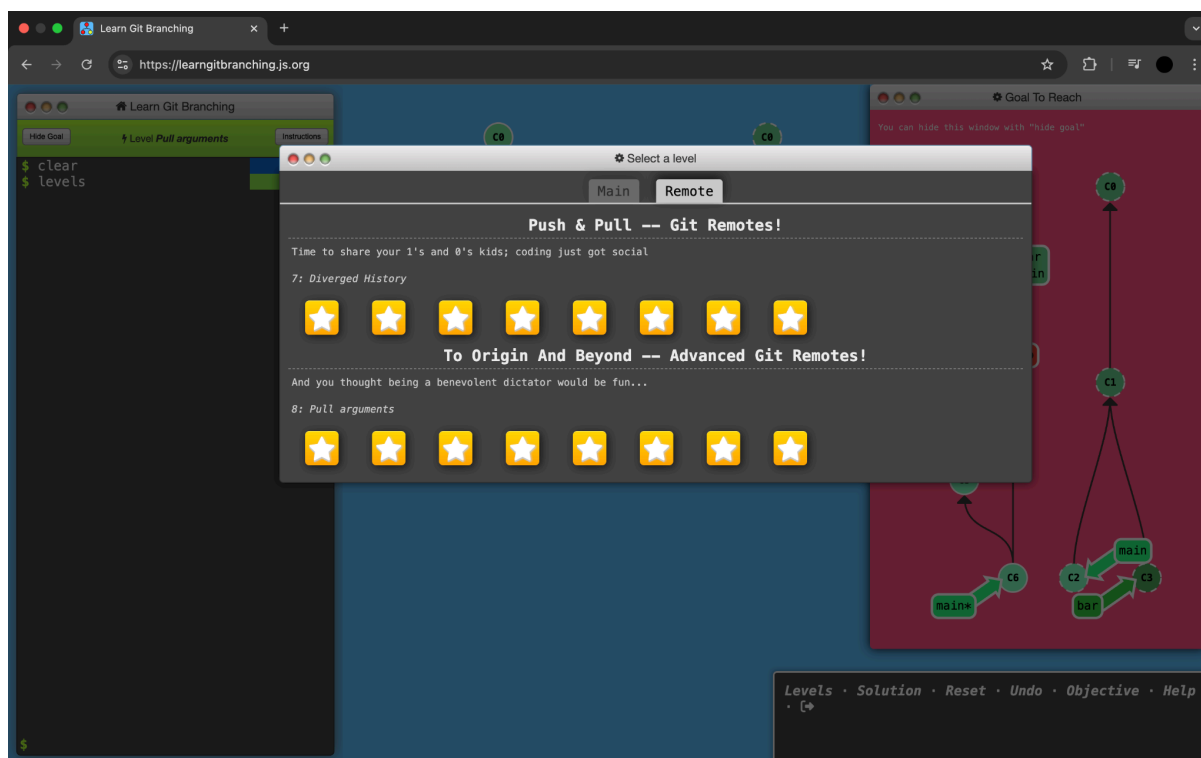 Learn Git Branching
https://learngitbranching.js.org
Learn Git Branching
Hide Goal
Level Pull arguments
Instructions
$ clear
$ levels
$
C0
C0
Select a level
Main
Remote
Push & Pull -- Git Remotes!
Time to share your 1's and 0's kids; coding just got social
7: Diverged History
To Origin And Beyond -- Advanced Git Remotes!
And you thought being a benevolent dictator would be fun...
8: Pull arguments
Goal To Reach
You can hide this window with "hide goal"
C0
C1
main
C6
C2
C3
main*
bar
Levels · Solution · Reset · Undo · Objective · Help
·